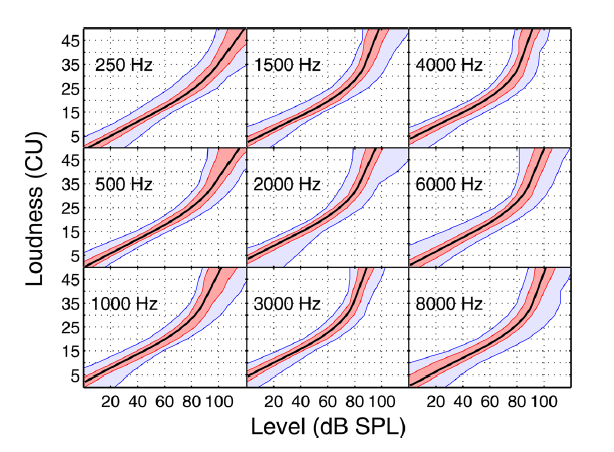 45
35
25
15
5
250 Hz
1500 Hz
4000 Hz
45
35
25
15
5
500 Hz
2000 Hz
6000 Hz
45
35
25
15
5
1000 Hz
3000 Hz
8000 Hz
20 40 60 80 100 20 40 60 80 100 20 40 60 80 100
Loudness (CU)
Level (dB SPL)